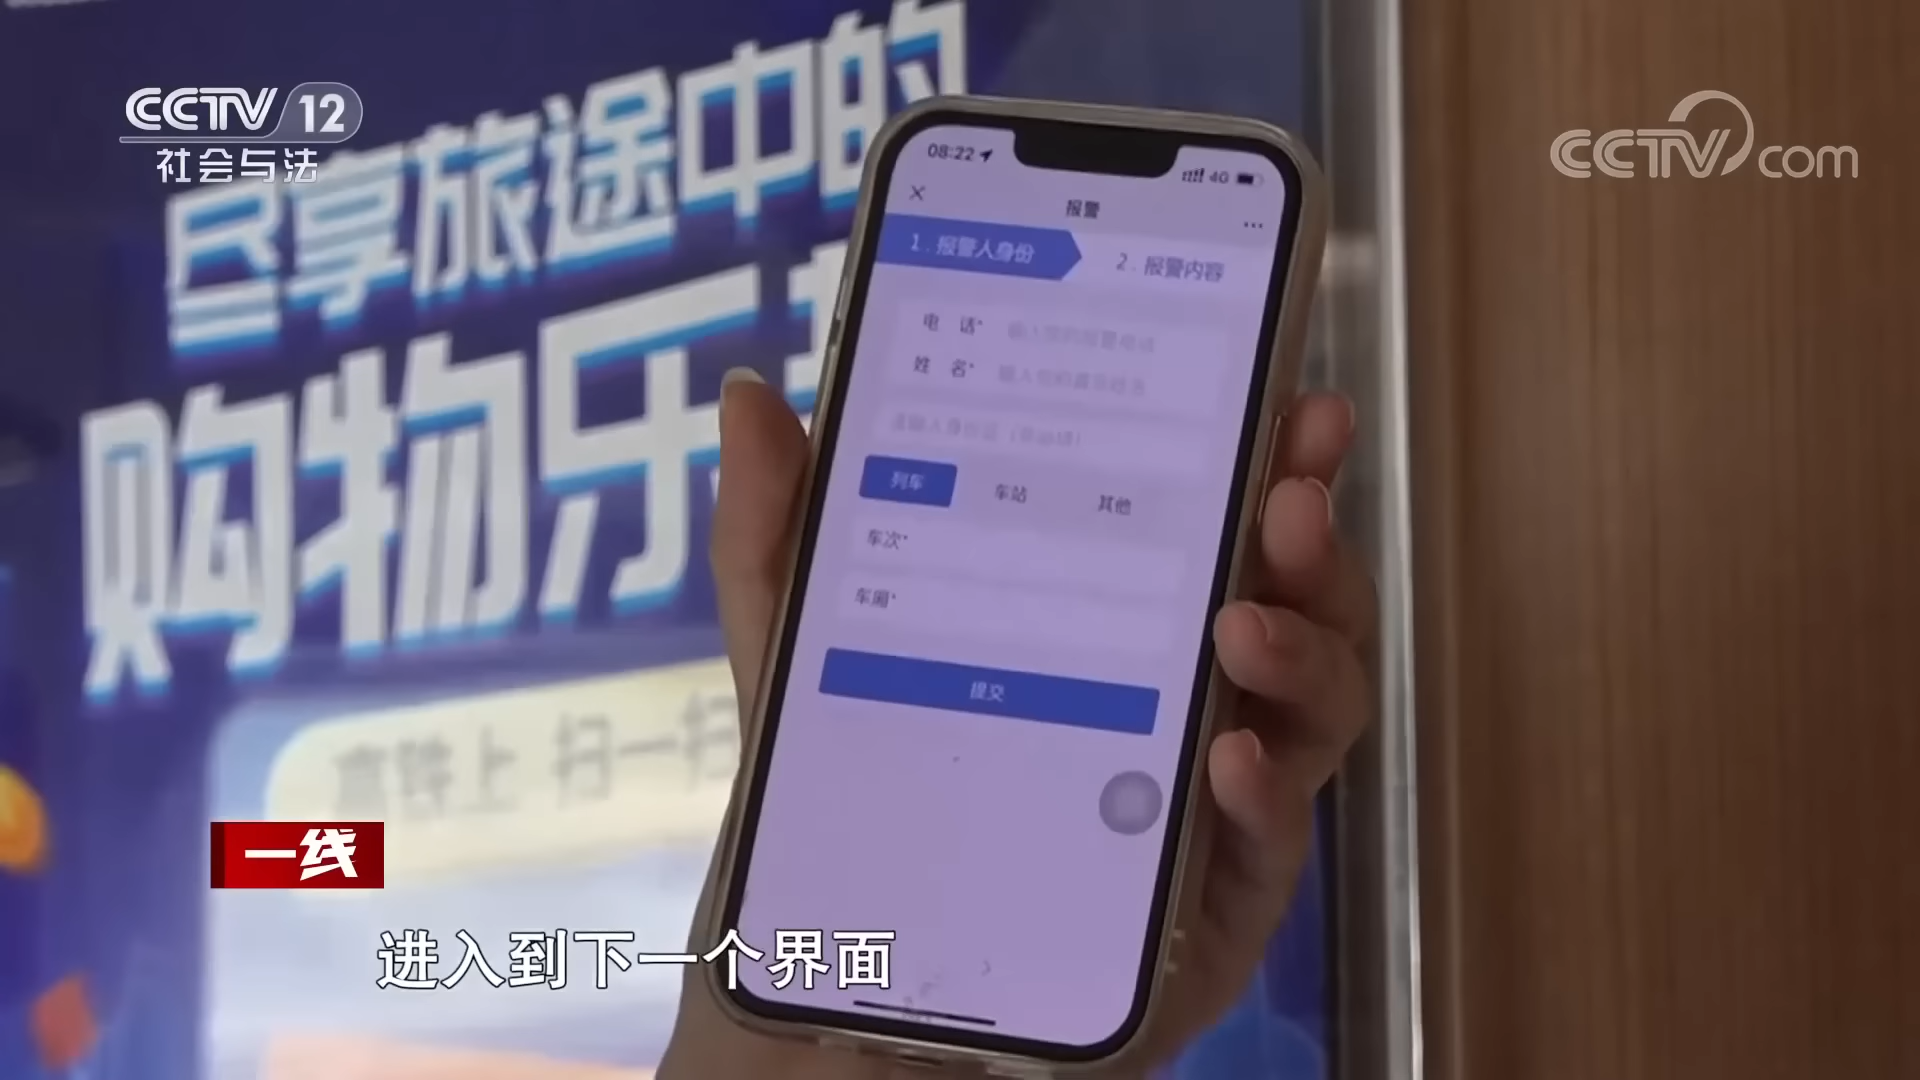 CCTV 12
社会与法
CCTV com
尽享旅途中的
购物乐
高铁上 扫一扫
08:22
4G
报警
1. 报警人身份
2. 报警内容
电 话*
姓 名*
列车
车站
其他
车次*
车厢*
提交
一线
进入到下一个界面